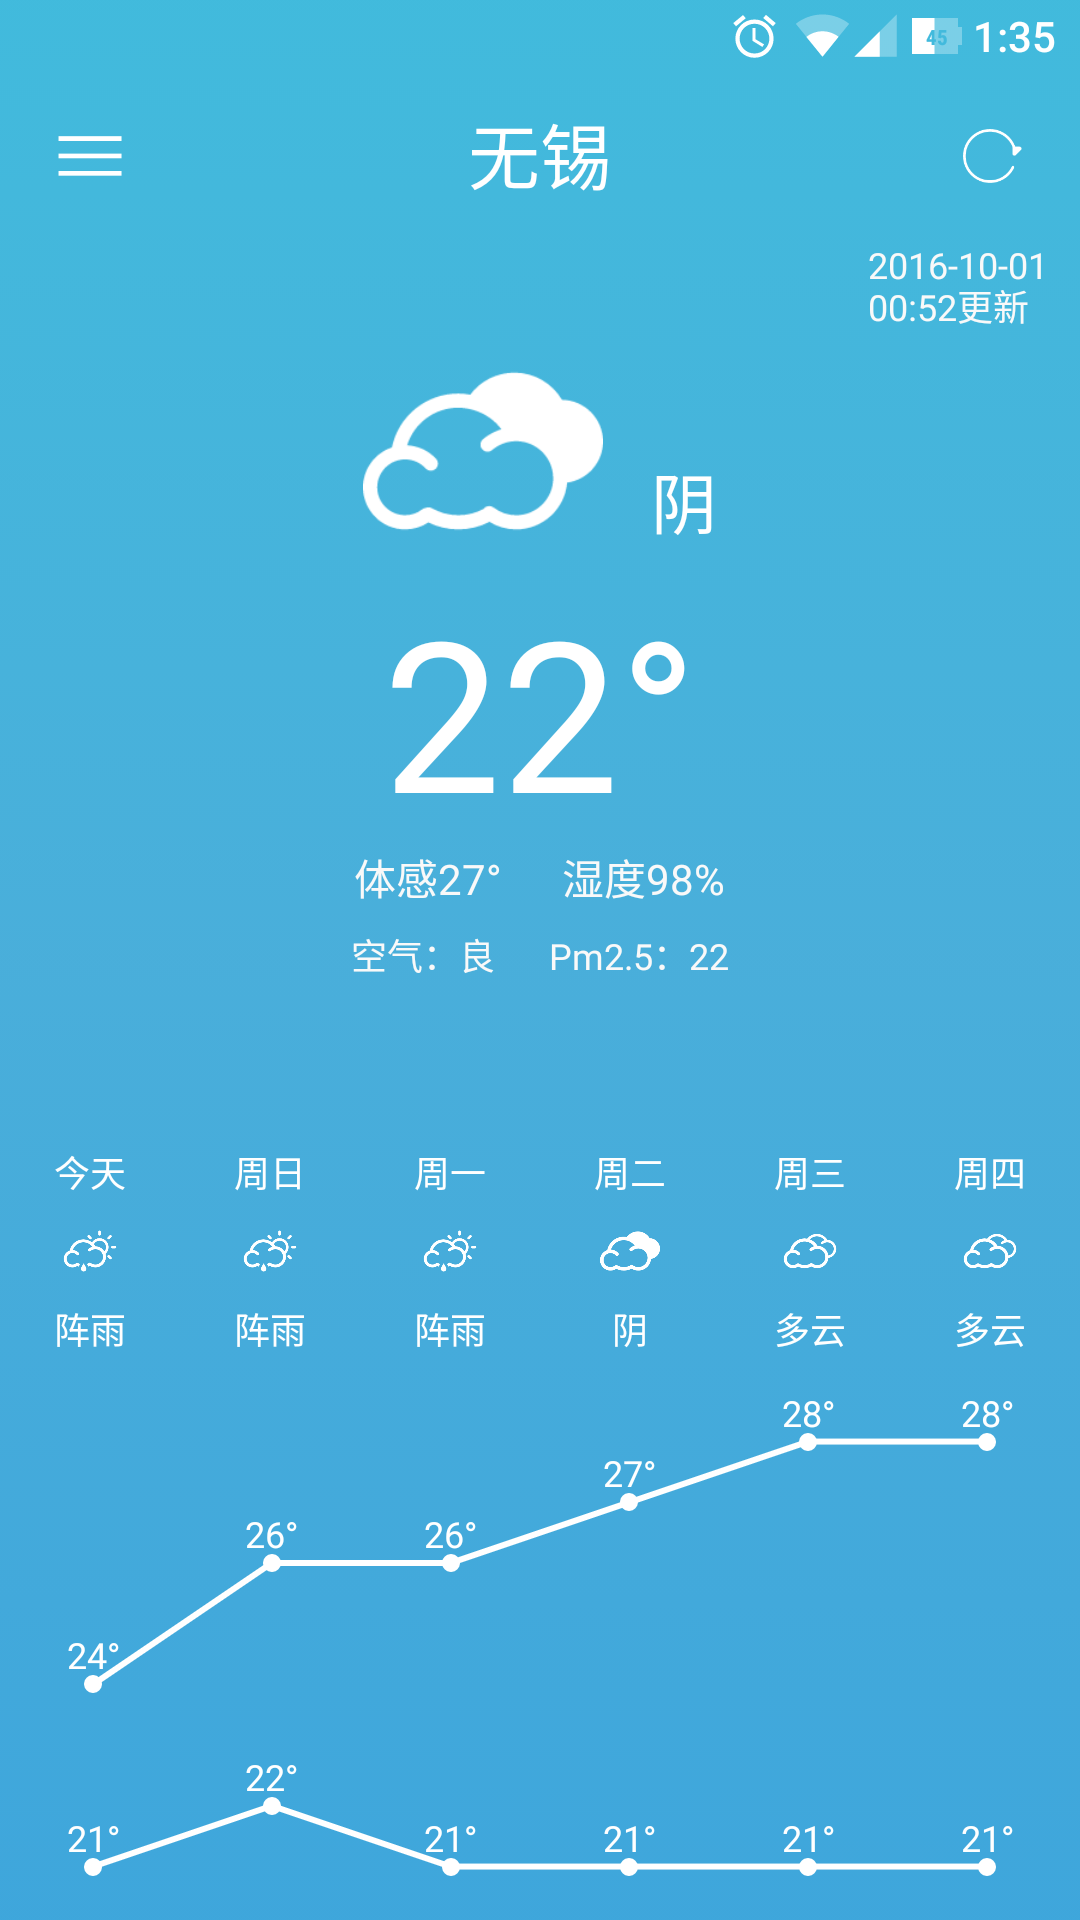 45 1:35
无锡
2016-10-01
00:52更新
阴
22°
体感27° 湿度98%
空气：良 Pm2.5：22
今天 周日 周一 周二 周三 周四
阵雨 阵雨 阵雨 阴 多云 多云
28° 28°
27°
26° 26°
24°
22°
21° 21° 21° 21° 21°